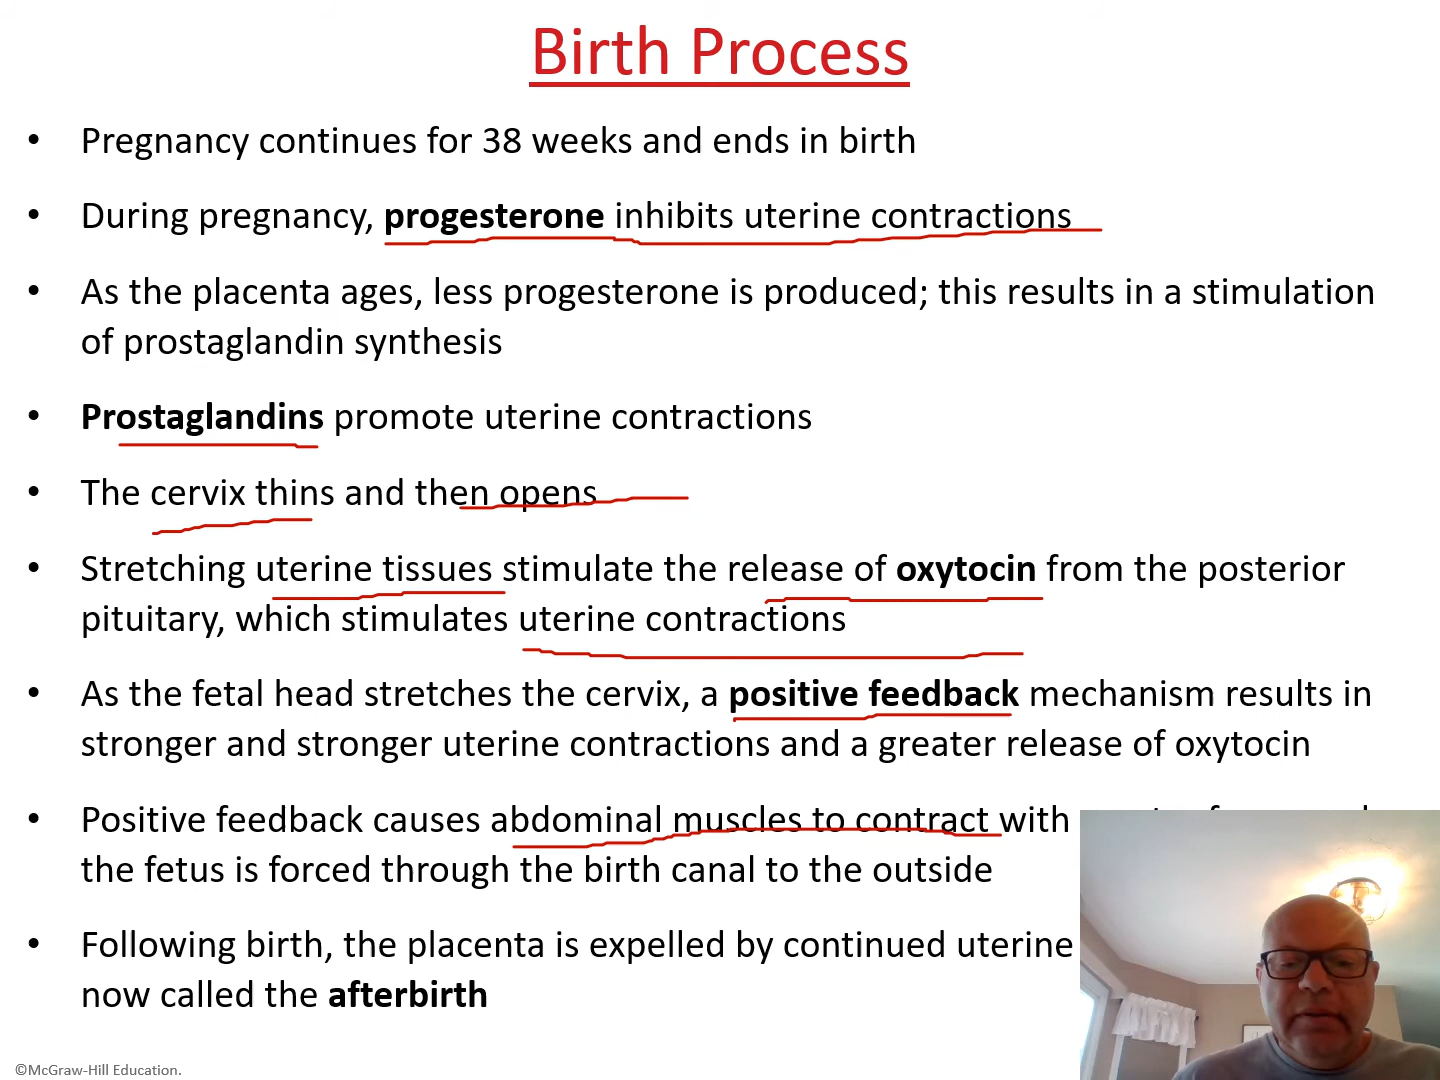 Birth Process
• Pregnancy continues for 38 weeks and ends in birth
• During pregnancy, progesterone inhibits uterine contractions
• As the placenta ages, less progesterone is produced; this results in a stimulation
of prostaglandin synthesis
• Prostaglandins promote uterine contractions
• The cervix thins and then opens
• Stretching uterine tissues stimulate the release of oxytocin from the posterior
pituitary, which stimulates uterine contractions
• As the fetal head stretches the cervix, a positive feedback mechanism results in
stronger and stronger uterine contractions and a greater release of oxytocin
• Positive feedback causes abdominal muscles to contract with
the fetus is forced through the birth canal to the outside
• Following birth, the placenta is expelled by continued uterine
now called the afterbirth
©McGraw-Hill Education.